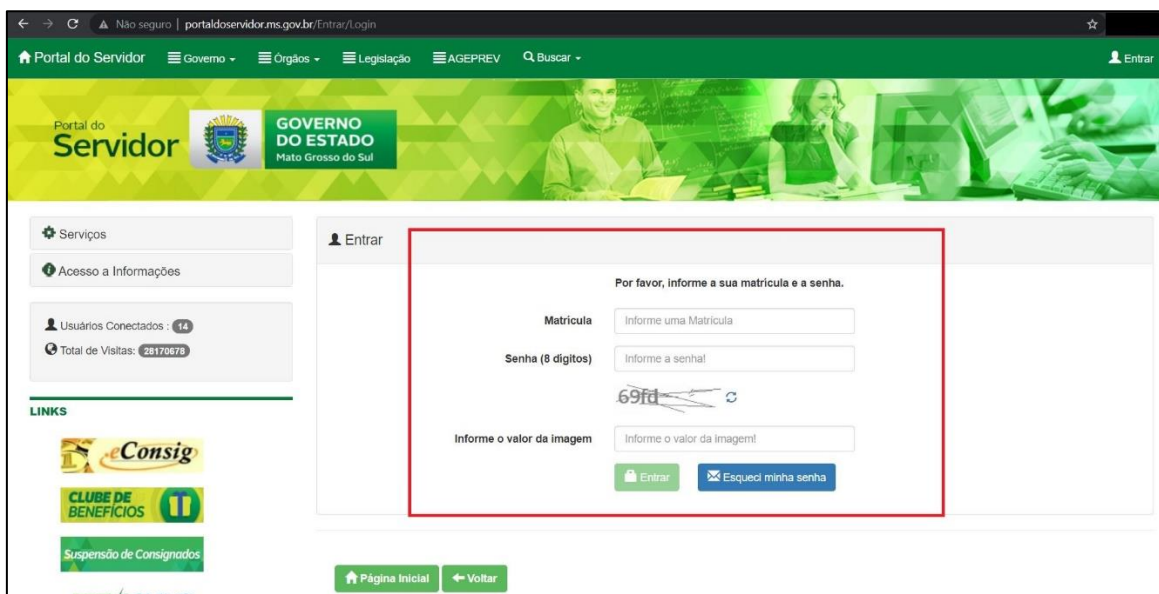 Não seguro | portaldoservidor.ms.gov.br/Entrar/Login
Portal do Servidor Governo Órgãos Legislação AGEPREV Buscar Entrar
Portal do
Servidor
GOVERNO
DO ESTADO
Mato Grosso do Sul
Serviços
Acesso a Informações
Usuários Conectados : 14
Total de Visitas: 28170678
LINKS
eConsig
CLUBE DE
BENEFÍCIOS
Suspensão de Consignados
Entrar
Por favor, informe a sua matrícula e a senha.
Matricula Informe uma Matrícula
Senha (8 digitos) Informe a senha!
69fd
Informe o valor da imagem Informe o valor da imagem!
Entrar Esqueci minha senha
Página Inicial Voltar